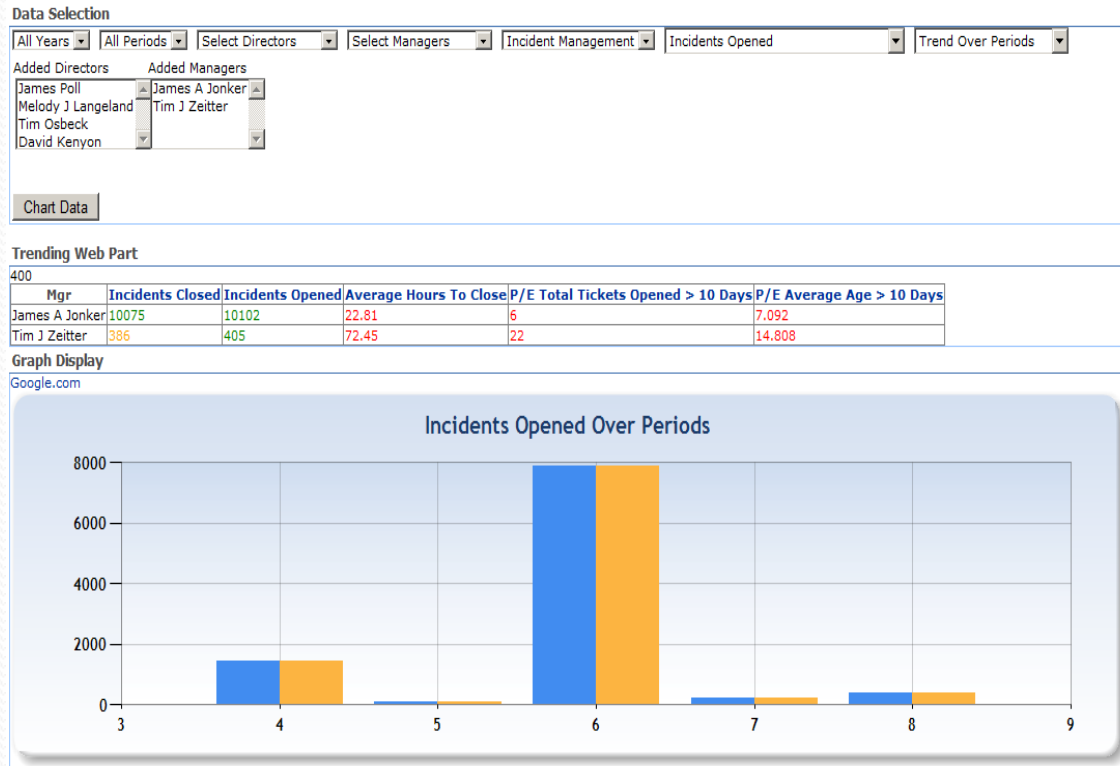 Data Selection
All Years All Periods Select Directors Select Managers Incident Management Incidents Opened Trend Over Periods
Added Directors Added Managers
James Poll James A Jonker
Melody J Langeland Tim J Zeitter
Tim Osbeck
David Kenyon
Chart Data
Trending Web Part
400
Mgr Incidents Closed Incidents Opened Average Hours To Close P/E Total Tickets Opened > 10 Days P/E Average Age > 10 Days
James A Jonker 10075 10102 22.81 6 7.092
Tim J Zeitter 386 405 72.45 22 14.808
Graph Display
Google.com
Incidents Opened Over Periods
8000
6000
4000
2000
0
3 4 5 6 7 8 9